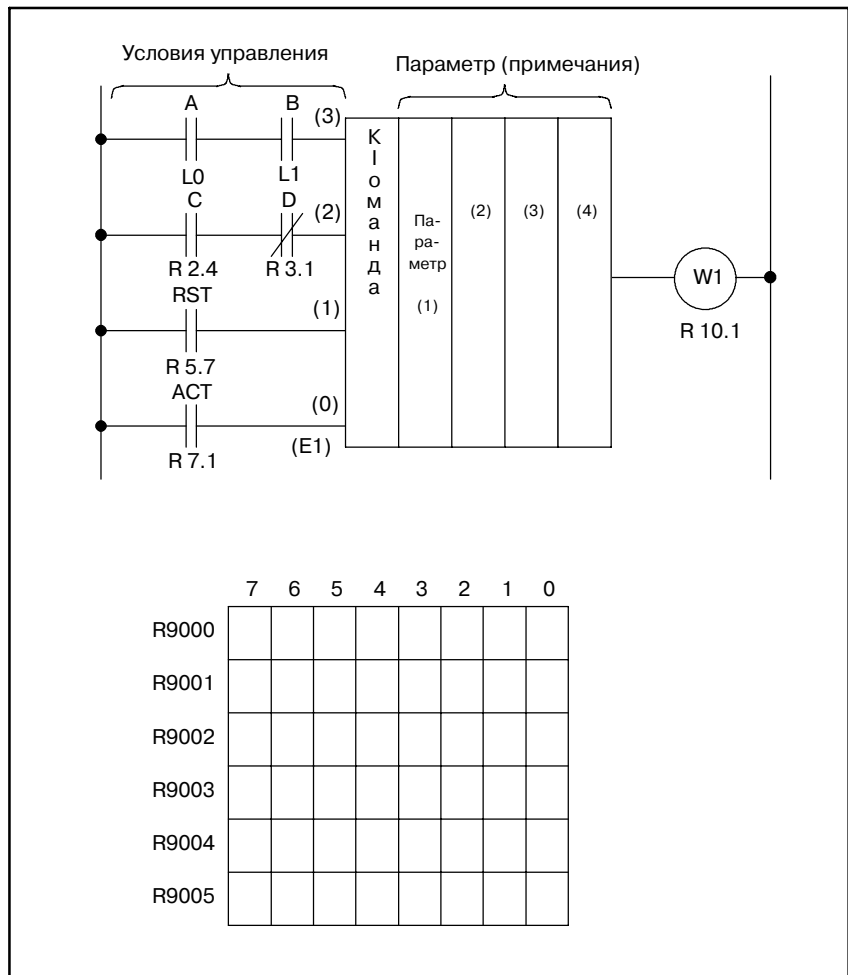 Условия управления
Параметр (примечания)
A B (3)
L0 L1
C D (2)
R 2.4 R 3.1
RST (1)
R 5.7
ACT (0)
(E1)
R 7.1
КIоманда
Па-
ра-
метр
(1)
(2) (3) (4)
W1
R 10.1
7 6 5 4 3 2 1 0
R9000
R9001
R9002
R9003
R9004
R9005